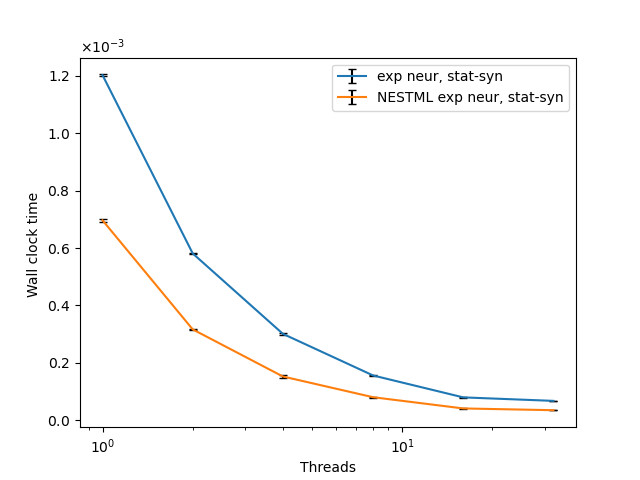 ×10⁻³
exp neur, stat-syn
NESTML exp neur, stat-syn
1.2
1.0
0.8
0.6
0.4
0.2
0.0
Wall clock time
10⁰
10¹
Threads